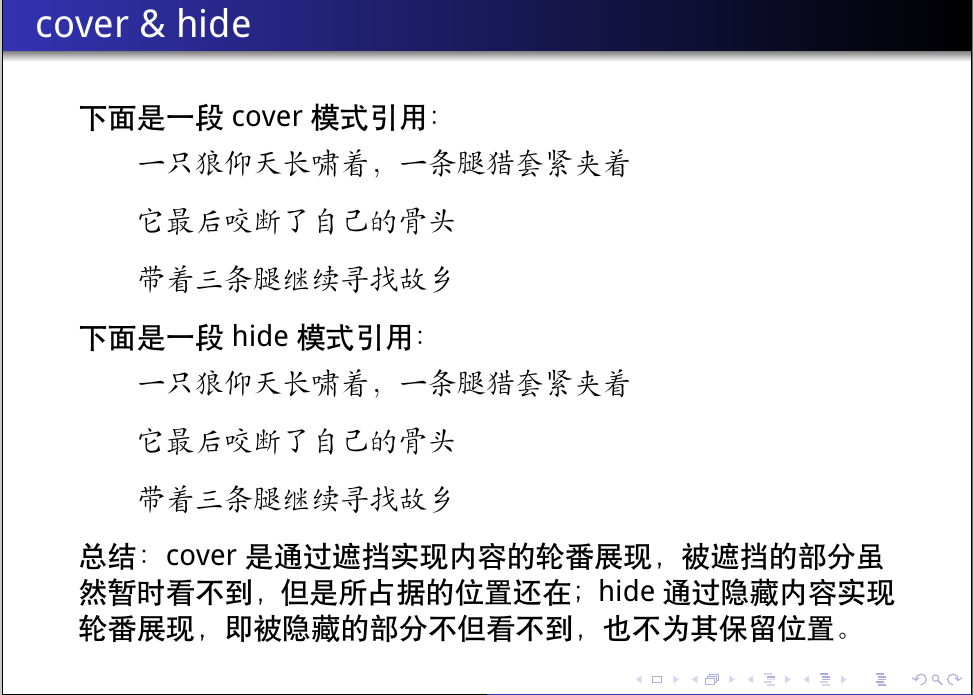 cover & hide
下面是一段 cover 模式引用：
一只狼仰天长啸着，一条腿猎套紧夹着
它最后咬断了自己的骨头
带着三条腿继续寻找故乡
下面是一段 hide 模式引用：
一只狼仰天长啸着，一条腿猎套紧夹着
它最后咬断了自己的骨头
带着三条腿继续寻找故乡
总结：cover 是通过遮挡实现内容的轮番展现，被遮挡的部分虽
然暂时看不到，但是所占据的位置还在；hide 通过隐藏内容实现
轮番展现，即被隐藏的部分不但看不到，也不为其保留位置。